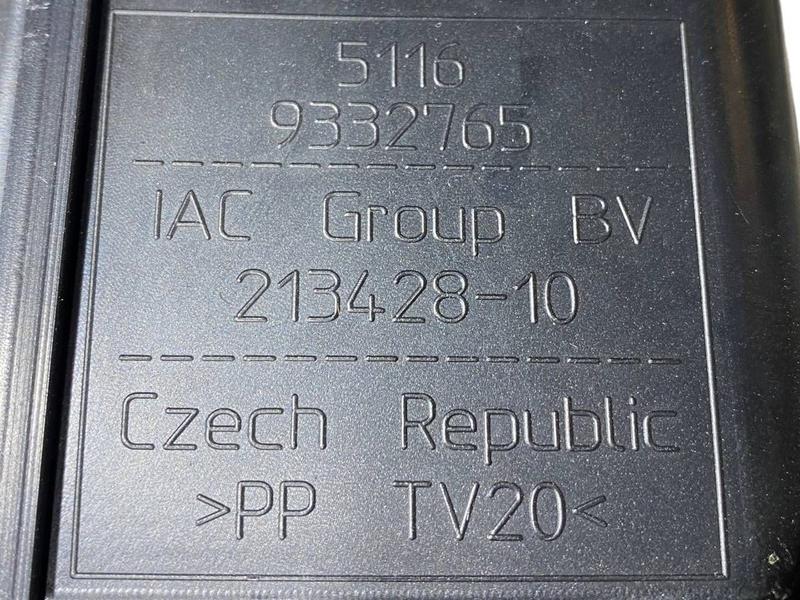 5116
9332765
IAC Group BV
213428-10
Czech Republic
>PP TV20<